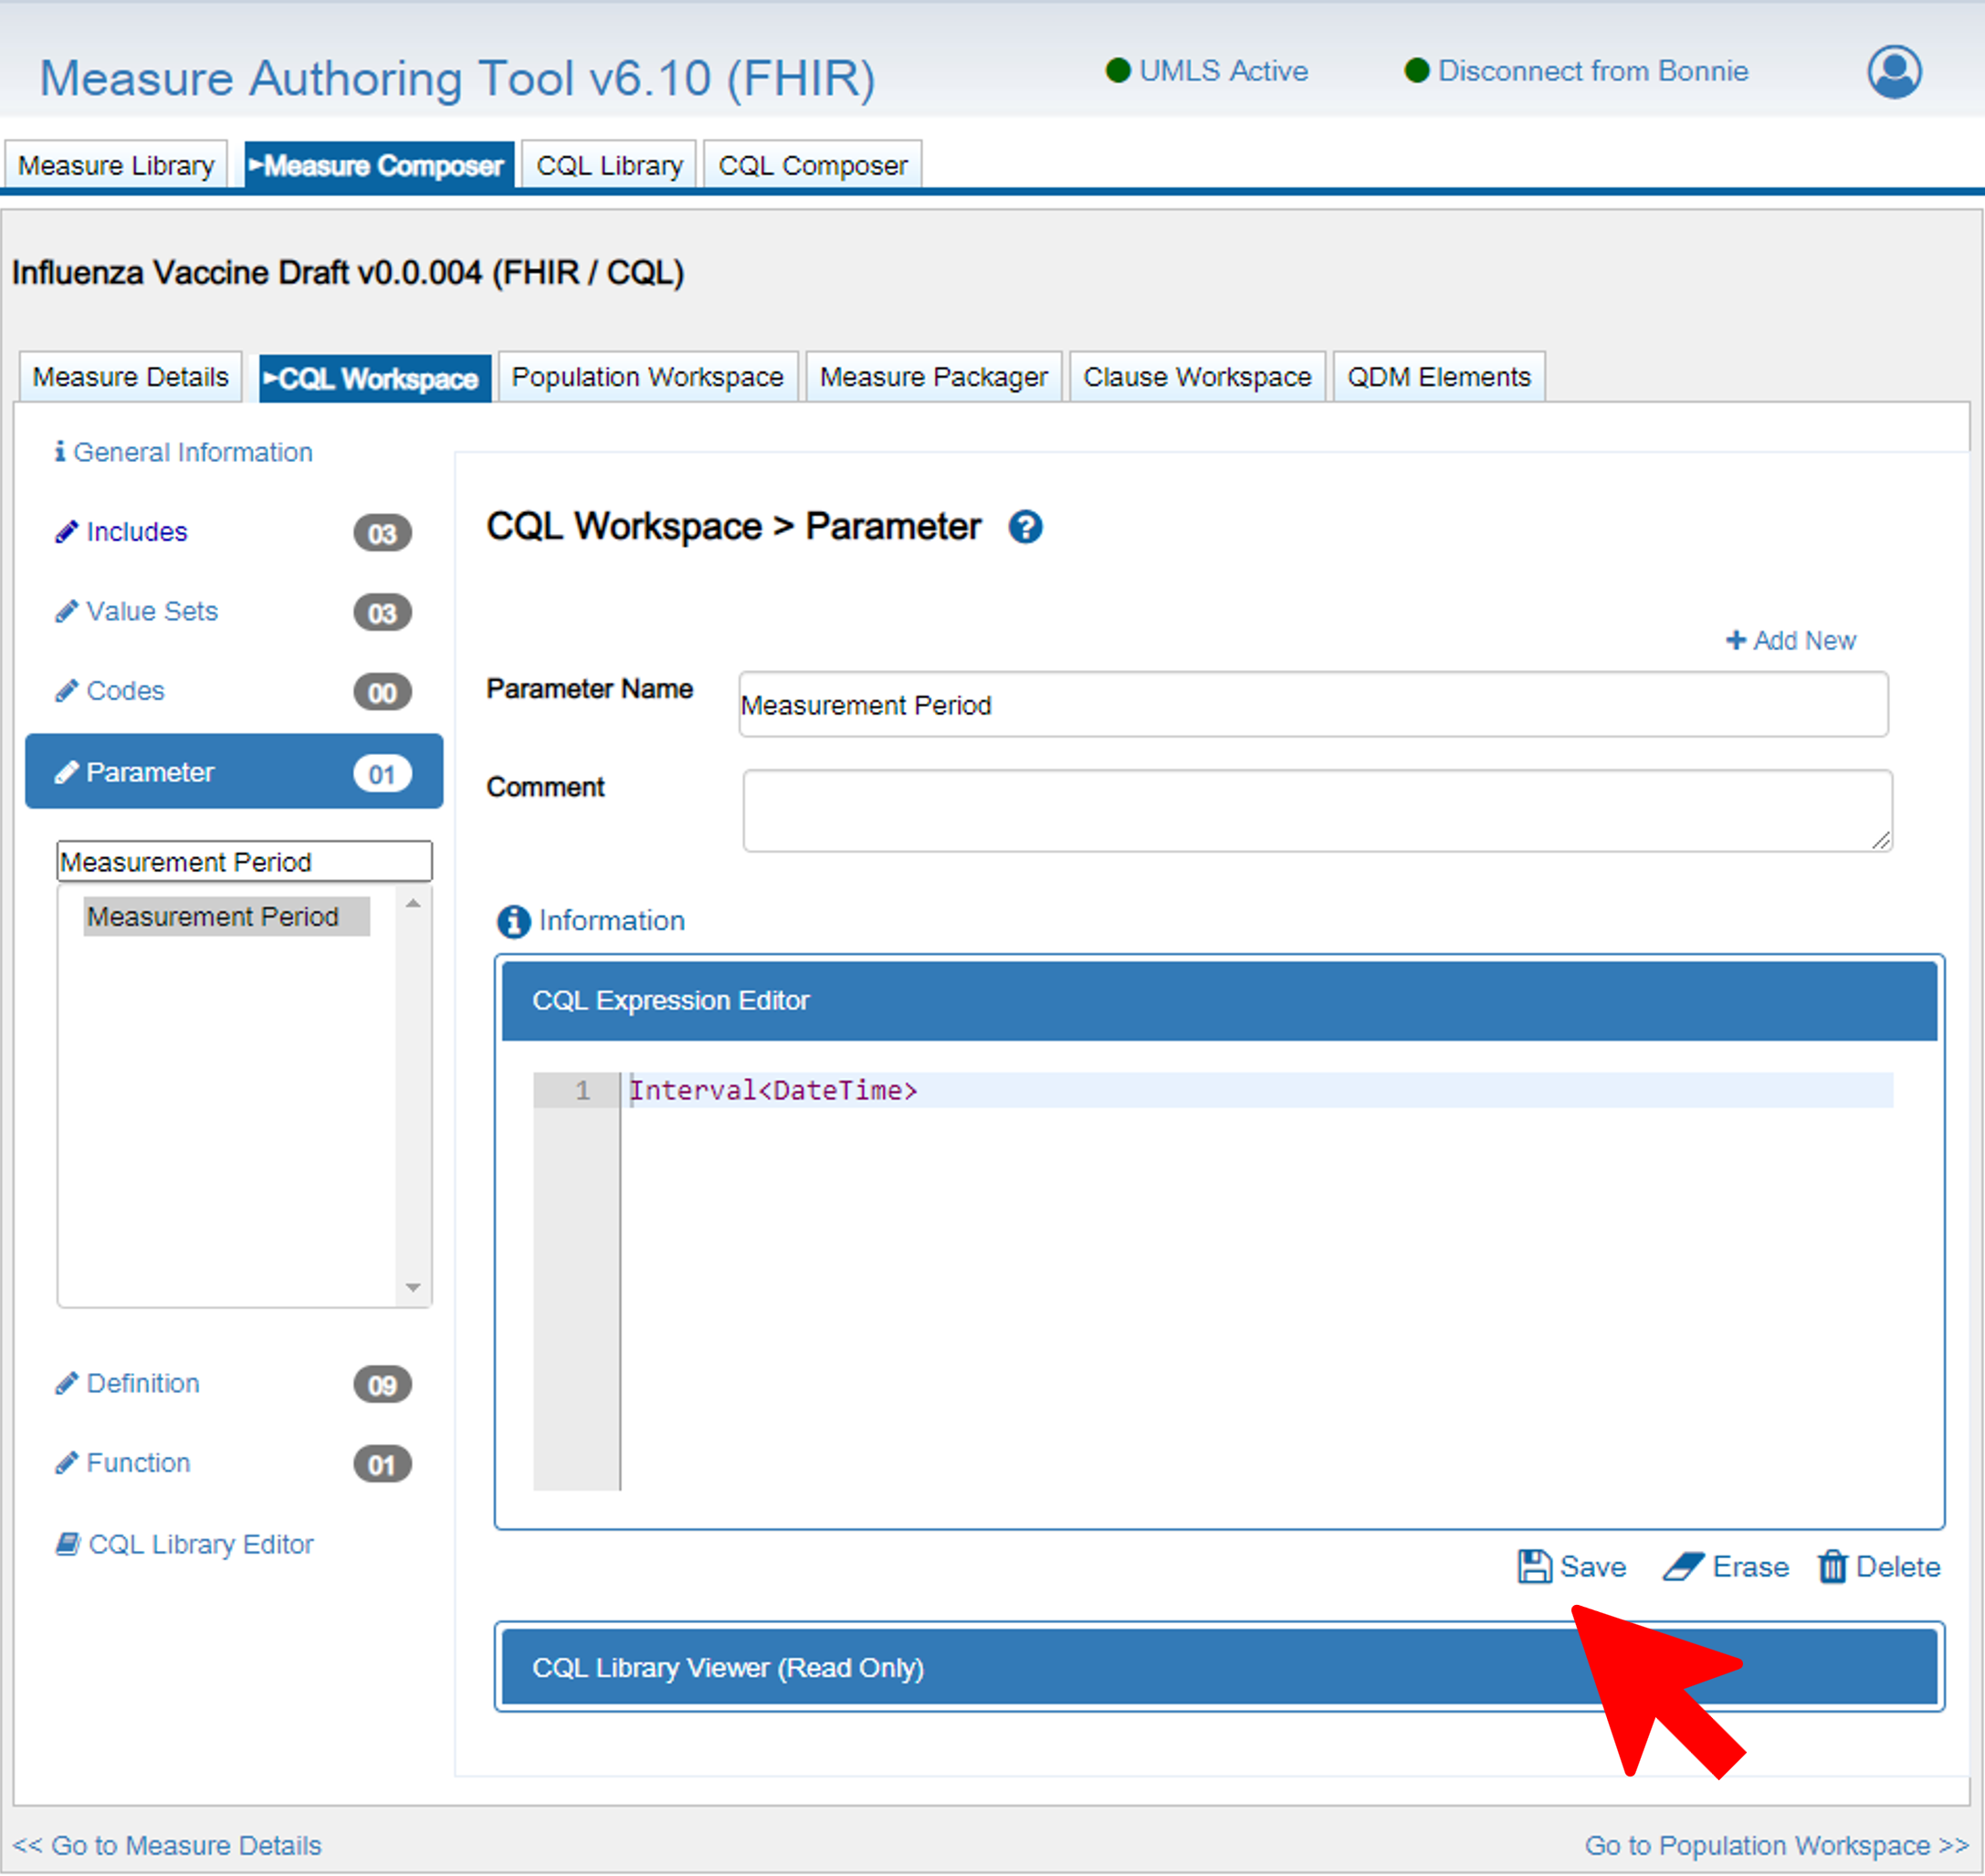 Measure Authoring Tool v6.10 (FHIR)
UMLS Active
Disconnect from Bonnie
Measure Library
►Measure Composer
CQL Library
CQL Composer
Influenza Vaccine Draft v0.0.004 (FHIR / CQL)
Measure Details
►CQL Workspace
Population Workspace
Measure Packager
Clause Workspace
QDM Elements
General Information
Includes 03
Value Sets 03
Codes 00
Parameter 01
Measurement Period
Measurement Period
Definition 09
Function 01
CQL Library Editor
CQL Workspace > Parameter
+ Add New
Parameter Name
Measurement Period
Comment
Information
CQL Expression Editor
1 Interval<DateTime>
Save
Erase
Delete
CQL Library Viewer (Read Only)
<< Go to Measure Details
Go to Population Workspace >>